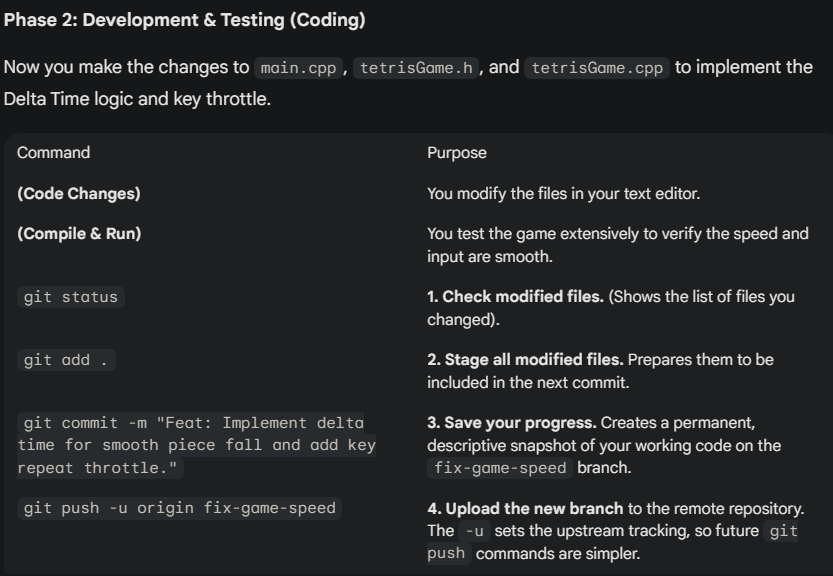 Phase 2: Development & Testing (Coding)
Now you make the changes to main.cpp, tetrisGame.h, and tetrisGame.cpp to implement the
Delta Time logic and key throttle.
Command
Purpose
(Code Changes)
You modify the files in your text editor.
(Compile & Run)
You test the game extensively to verify the speed and
input are smooth.
git status
1. Check modified files. (Shows the list of files you
changed).
git add .
2. Stage all modified files. Prepares them to be
included in the next commit.
git commit -m "Feat: Implement delta
time for smooth piece fall and add key
repeat throttle."
3. Save your progress. Creates a permanent,
descriptive snapshot of your working code on the
fix-game-speed branch.
git push -u origin fix-game-speed
4. Upload the new branch to the remote repository.
The -u sets the upstream tracking, so future git
push commands are simpler.